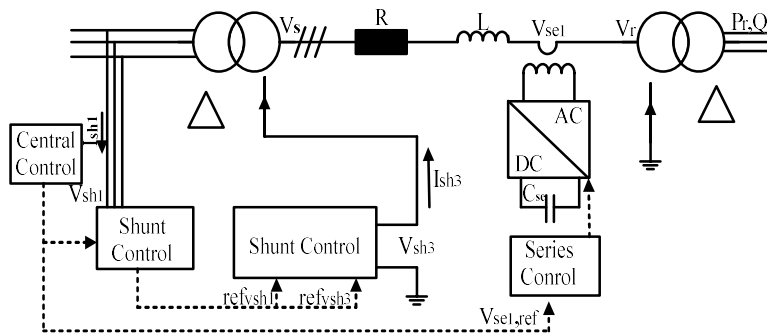 Vs
R
L
Vse1
Vr
Pr,Q
Central
Control
Ish1
Vsh1
Shunt
Control
Shunt Control
Ish3
Vsh3
AC
DC
Cse
Series
Conrol
refvsh1
refvsh3
Vse1,ref